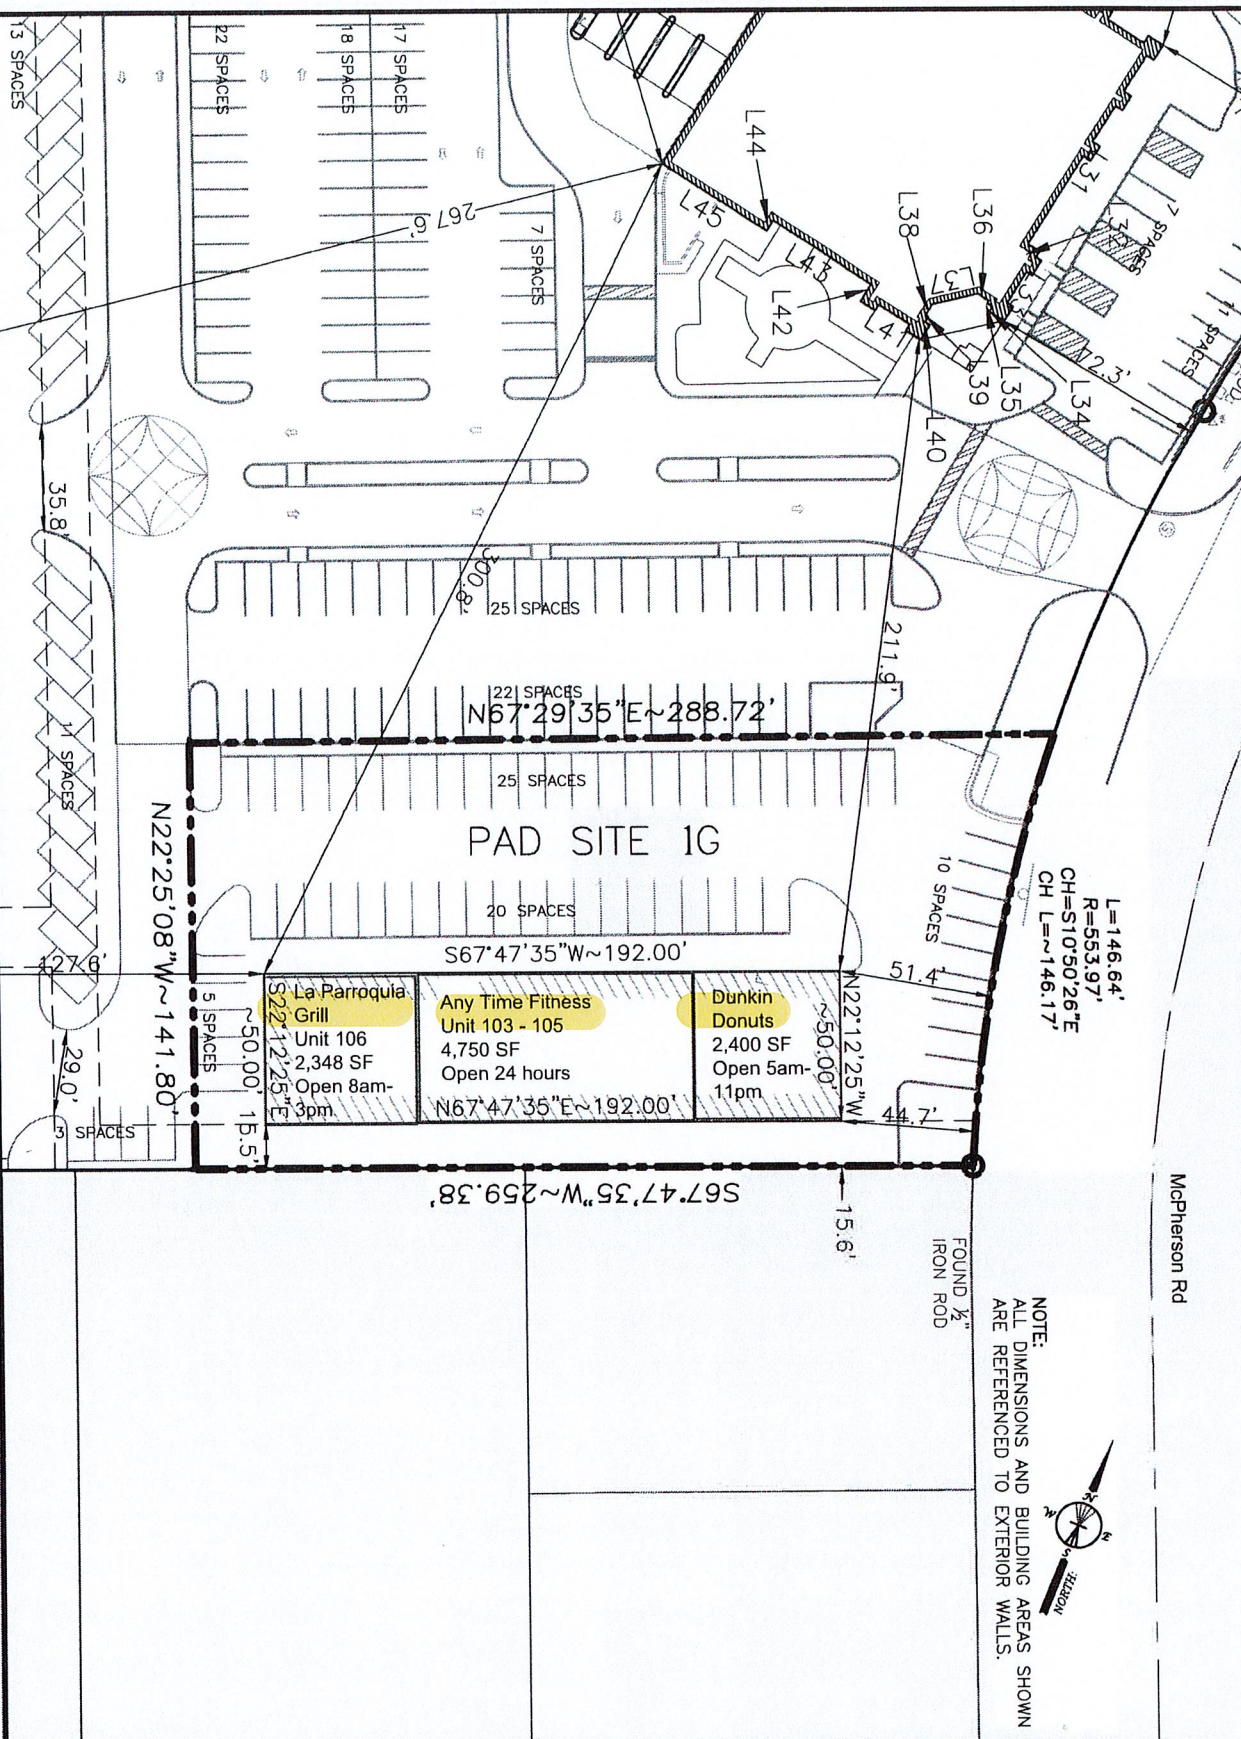 13 SPACES
22 SPACES
18 SPACES
17 SPACES
7 SPACES
267.6'
L44
L45
L43
L42
L41
L38
L36
L37
L31
7 SPACES
L39
L35
L40
L34
72.3'
11 SPACES
35.8'
300.8'
25 SPACES
211.9'
22 SPACES
N67°29'35"E~288.72'
11 SPACES
25 SPACES
PAD SITE 1G
10 SPACES
20 SPACES
S67°47'35"W~192.00'
L=146.64'
R=553.97'
CH=S10°50'26"E
CH L=~146.17'
N22°25'08"W~141.80'
127.6'
5 SPACES
S22°12'25"E
~50.00'
La Parroquia
Grill
Unit 106
2,348 SF
Open 8am-
3pm
Any Time Fitness
Unit 103 - 105
4,750 SF
Open 24 hours
N67°47'35"E~192.00'
Dunkin
Donuts
2,400 SF
Open 5am-
11pm
N22°12'25"W
~50.00'
51.4'
44.7'
29.0'
3 SPACES
15.5'
S67°47'35"W~259.38'
15.6'
FOUND ½"
IRON ROD
McPherson Rd
NOTE:
ALL DIMENSIONS AND BUILDING AREAS SHOWN
ARE REFERENCED TO EXTERIOR WALLS.
N
E
W
S
NORTH: